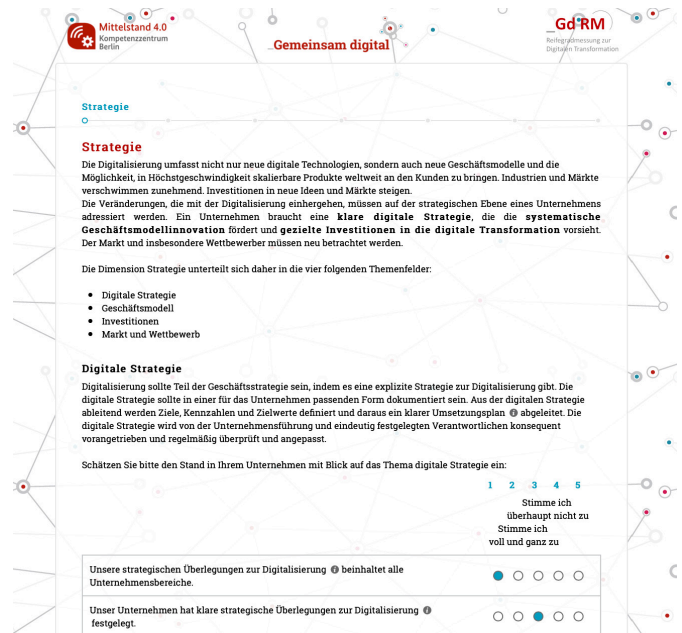 Mittelstand 4.0
Kompetenzzentrum
Berlin
_Gemeinsam digital
_Gd RM
Reifegradmessung zur
Digitalen Transformation
Strategie
Strategie
Die Digitalisierung umfasst nicht nur neue digitale Technologien, sondern auch neue Geschäftsmodelle und die
Möglichkeit, in Höchstgeschwindigkeit skalierbare Produkte weltweit an den Kunden zu bringen. Industrien und Märkte
verschwimmen zunehmend. Investitionen in neue Ideen und Märkte steigen.
Die Veränderungen, die mit der Digitalisierung einhergehen, müssen auf der strategischen Ebene eines Unternehmens
adressiert werden. Ein Unternehmen braucht eine klare digitale Strategie, die die systematische
Geschäftsmodellinnovation fördert und gezielte Investitionen in die digitale Transformation vorsieht.
Der Markt und insbesondere Wettbewerber müssen neu betrachtet werden.
Die Dimension Strategie unterteilt sich daher in die vier folgenden Themenfelder:
• Digitale Strategie
• Geschäftsmodell
• Investitionen
• Markt und Wettbewerb
Digitale Strategie
Digitalisierung sollte Teil der Geschäftsstrategie sein, indem es eine explizite Strategie zur Digitalisierung gibt. Die
digitale Strategie sollte in einer für das Unternehmen passenden Form dokumentiert sein. Aus der digitalen Strategie
ableitend werden Ziele, Kennzahlen und Zielwerte definiert und daraus ein klarer Umsetzungsplan i abgeleitet. Die
digitale Strategie wird von der Unternehmensführung und eindeutig festgelegten Verantwortlichen konsequent
vorangetrieben und regelmäßig überprüft und angepasst.
Schätzen Sie bitte den Stand in Ihrem Unternehmen mit Blick auf das Thema digitale Strategie ein:
1 2 3 4 5
Stimme ich
überhaupt nicht zu
Stimme ich
voll und ganz zu
Unsere strategischen Überlegungen zur Digitalisierung i beinhaltet alle
Unternehmensbereiche.
Unser Unternehmen hat klare strategische Überlegungen zur Digitalisierung i
festgelegt.